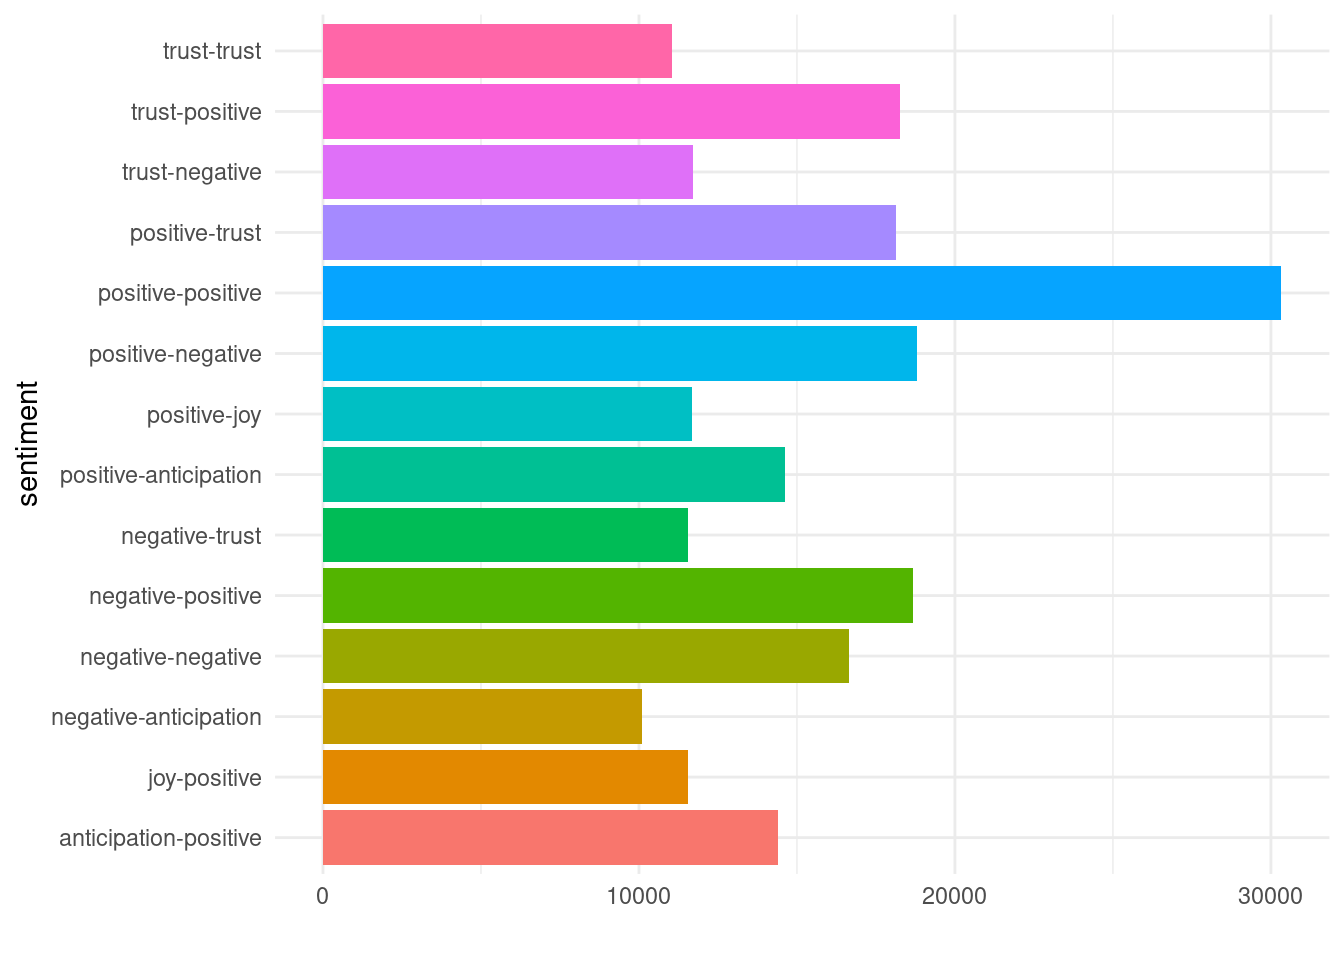 trust-trust
trust-positive
trust-negative
positive-trust
positive-positive
positive-negative
positive-joy
positive-anticipation
negative-trust
negative-positive
negative-negative
negative-anticipation
joy-positive
anticipation-positive
sentiment
0 10000 20000 30000